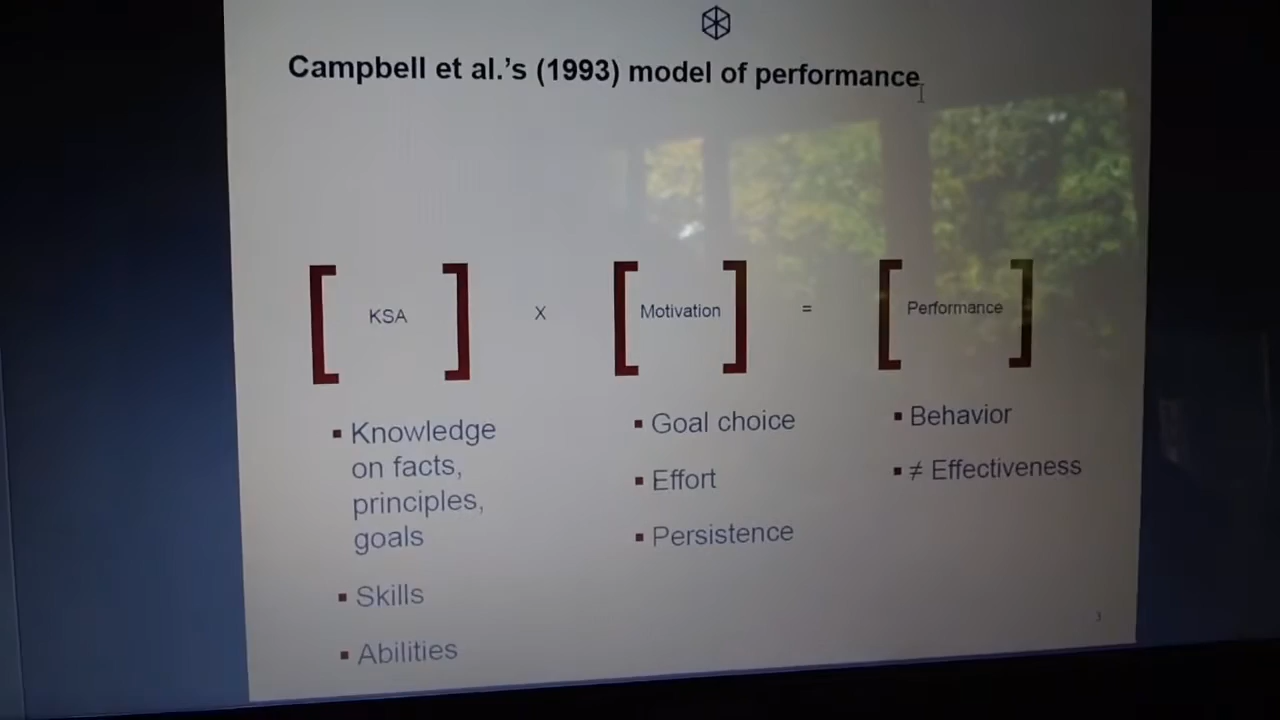 Campbell et al.'s (1993) model of performance
[ KSA ] X [ Motivation ] = [ Performance ]
▪ Knowledge
on facts,
principles,
goals
▪ Skills
▪ Abilities
▪ Goal choice
▪ Effort
▪ Persistence
▪ Behavior
▪ ≠ Effectiveness
3